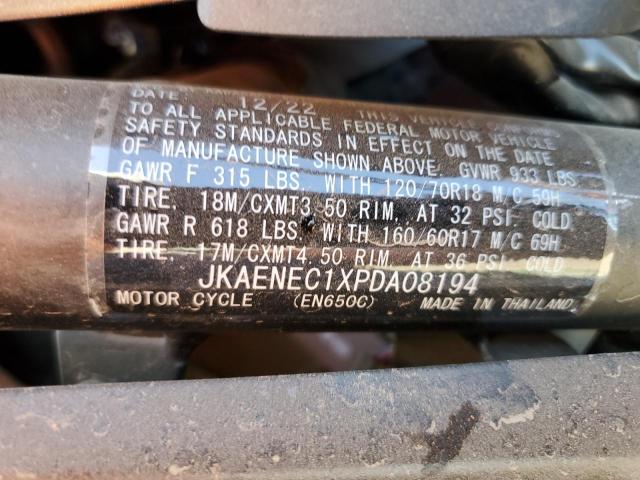 DATE: 12/22 THIS VEHICLE CONFORMS
TO ALL APPLICABLE FEDERAL MOTOR VEHICLE
SAFETY STANDARDS IN EFFECT ON THE DATE
OF MANUFACTURE SHOWN ABOVE. GVWR 933 LBS.
GAWR F 315 LBS. WITH 120/70R18 M/C 59H
TIRE. 18M/CXMT3.50 RIM. AT 32 PSI. COLD
GAWR R 618 LBS. WITH 160/60R17 M/C 69H
TIRE. 17M/CXMT4.50 RIM. AT 36 PSI. COLD
JKAENEC1XPDA08194
MOTOR CYCLE (EN650C) MADE IN THAILAND